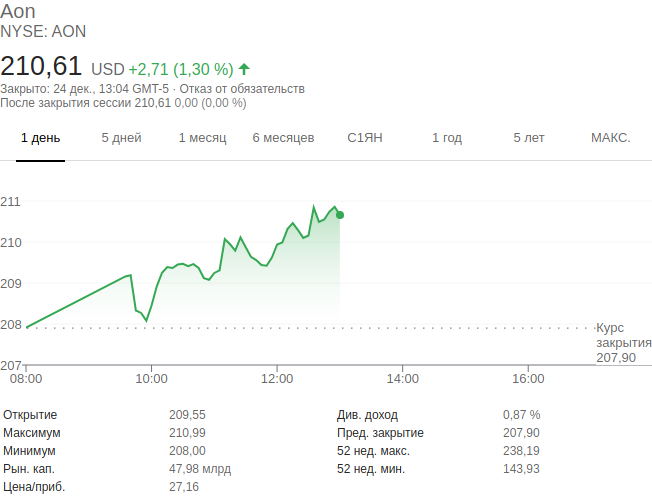 Aon
NYSE: AON
210,61 USD +2,71 (1,30 %)
Закрыто: 24 дек., 13:04 GMT-5 · Отказ от обязательств
После закрытия сессии 210,61 0,00 (0,00 %)
1 день 5 дней 1 месяц 6 месяцев С1ЯН 1 год 5 лет МАКС.
211
210
209
208
Курс
закрытия
207,90
207
08:00 10:00 12:00 14:00 16:00
Открытие 209,55 Див. доход 0,87 %
Максимум 210,99 Пред. закрытие 207,90
Минимум 208,00 52 нед. макс. 238,19
Рын. кап. 47,98 млрд 52 нед. мин. 143,93
Цена/приб. 27,16